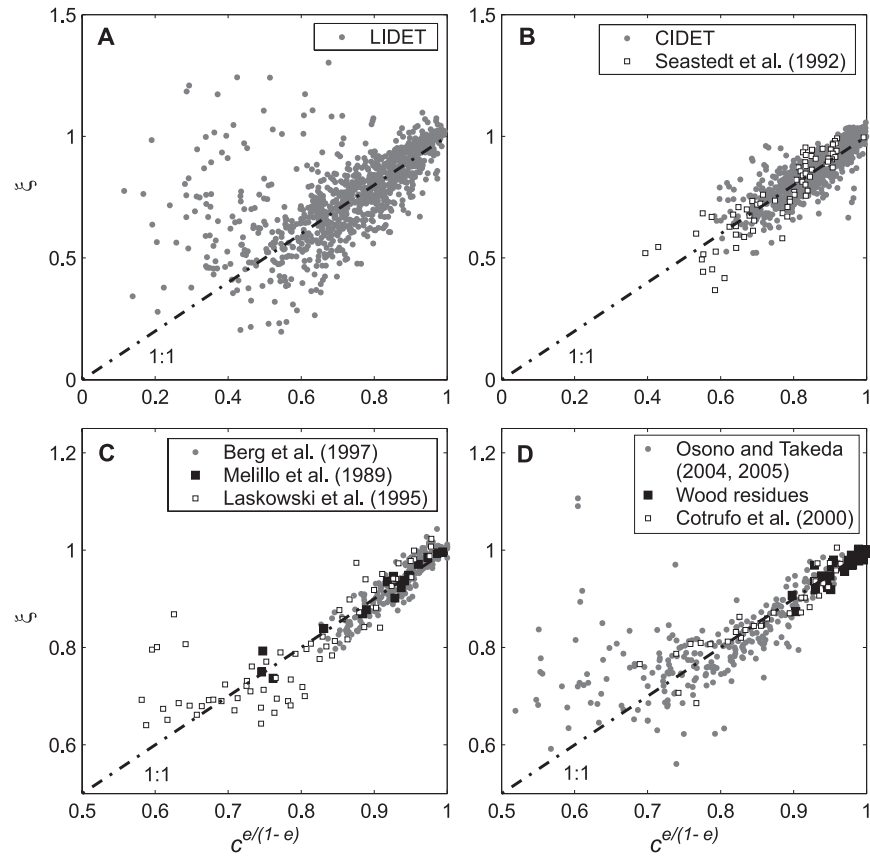 1.5
A
LIDET
1
ξ
0.5
1:1
0
0 0.2 0.4 0.6 0.8 1
1.5
B
CIDET
Seastedt et al. (1992)
1
0.5
1:1
0
0 0.2 0.4 0.6 0.8 1
1.2
C
Berg et al. (1997)
Melillo et al. (1989)
Laskowski et al. (1995)
1
ξ
0.8
0.6
1:1
0.5 0.6 0.7 0.8 0.9 1
c^e/(1- e)
1.2
D
Osono and Takeda
(2004, 2005)
Wood residues
Cotrufo et al. (2000)
1
0.8
0.6
1:1
0.5 0.6 0.7 0.8 0.9 1
c^e/(1- e)